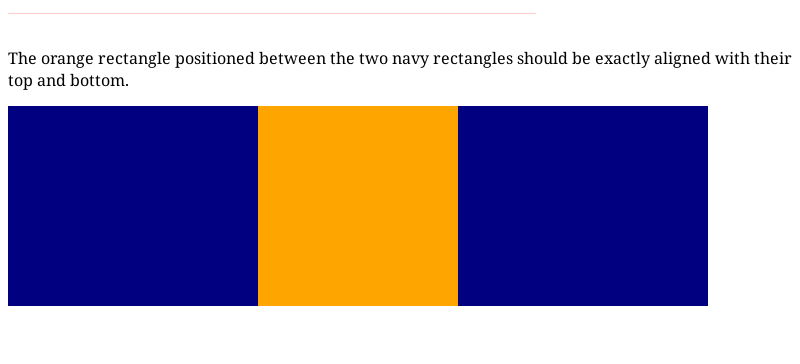 The orange rectangle positioned between the two navy rectangles should be exactly aligned with their
top and bottom.